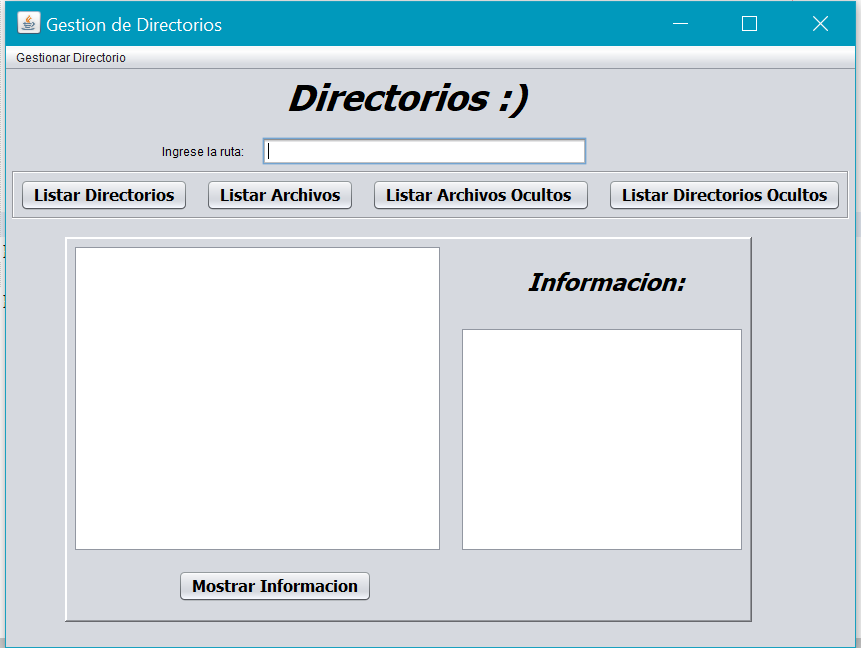 Gestion de Directorios
Gestionar Directorio
Directorios :)
Ingrese la ruta:
Listar Directorios
Listar Archivos
Listar Archivos Ocultos
Listar Directorios Ocultos
Informacion:
Mostrar Informacion